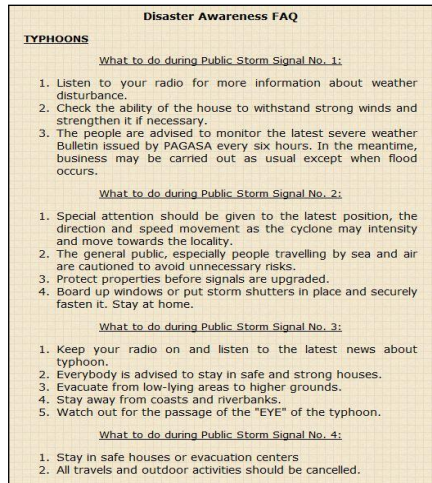 Disaster Awareness FAQ
TYPHOONS
What to do during Public Storm Signal No. 1:
1. Listen to your radio for more information about weather
disturbance.
2. Check the ability of the house to withstand strong winds and
strengthen it if necessary.
3. The people are advised to monitor the latest severe weather
Bulletin issued by PAGASA every six hours. In the meantime,
business may be carried out as usual except when flood
occurs.
What to do during Public Storm Signal No. 2:
1. Special attention should be given to the latest position, the
direction and speed movement as the cyclone may intensity
and move towards the locality.
2. The general public, especially people travelling by sea and air
are cautioned to avoid unnecessary risks.
3. Protect properties before signals are upgraded.
4. Board up windows or put storm shutters in place and securely
fasten it. Stay at home.
What to do during Public Storm Signal No. 3:
1. Keep your radio on and listen to the latest news about
typhoon.
2. Everybody is advised to stay in safe and strong houses.
3. Evacuate from low-lying areas to higher grounds.
4. Stay away from coasts and riverbanks.
5. Watch out for the passage of the "EYE" of the typhoon.
What to do during Public Storm Signal No. 4:
1. Stay in safe houses or evacuation centers
2. All travels and outdoor activities should be cancelled.